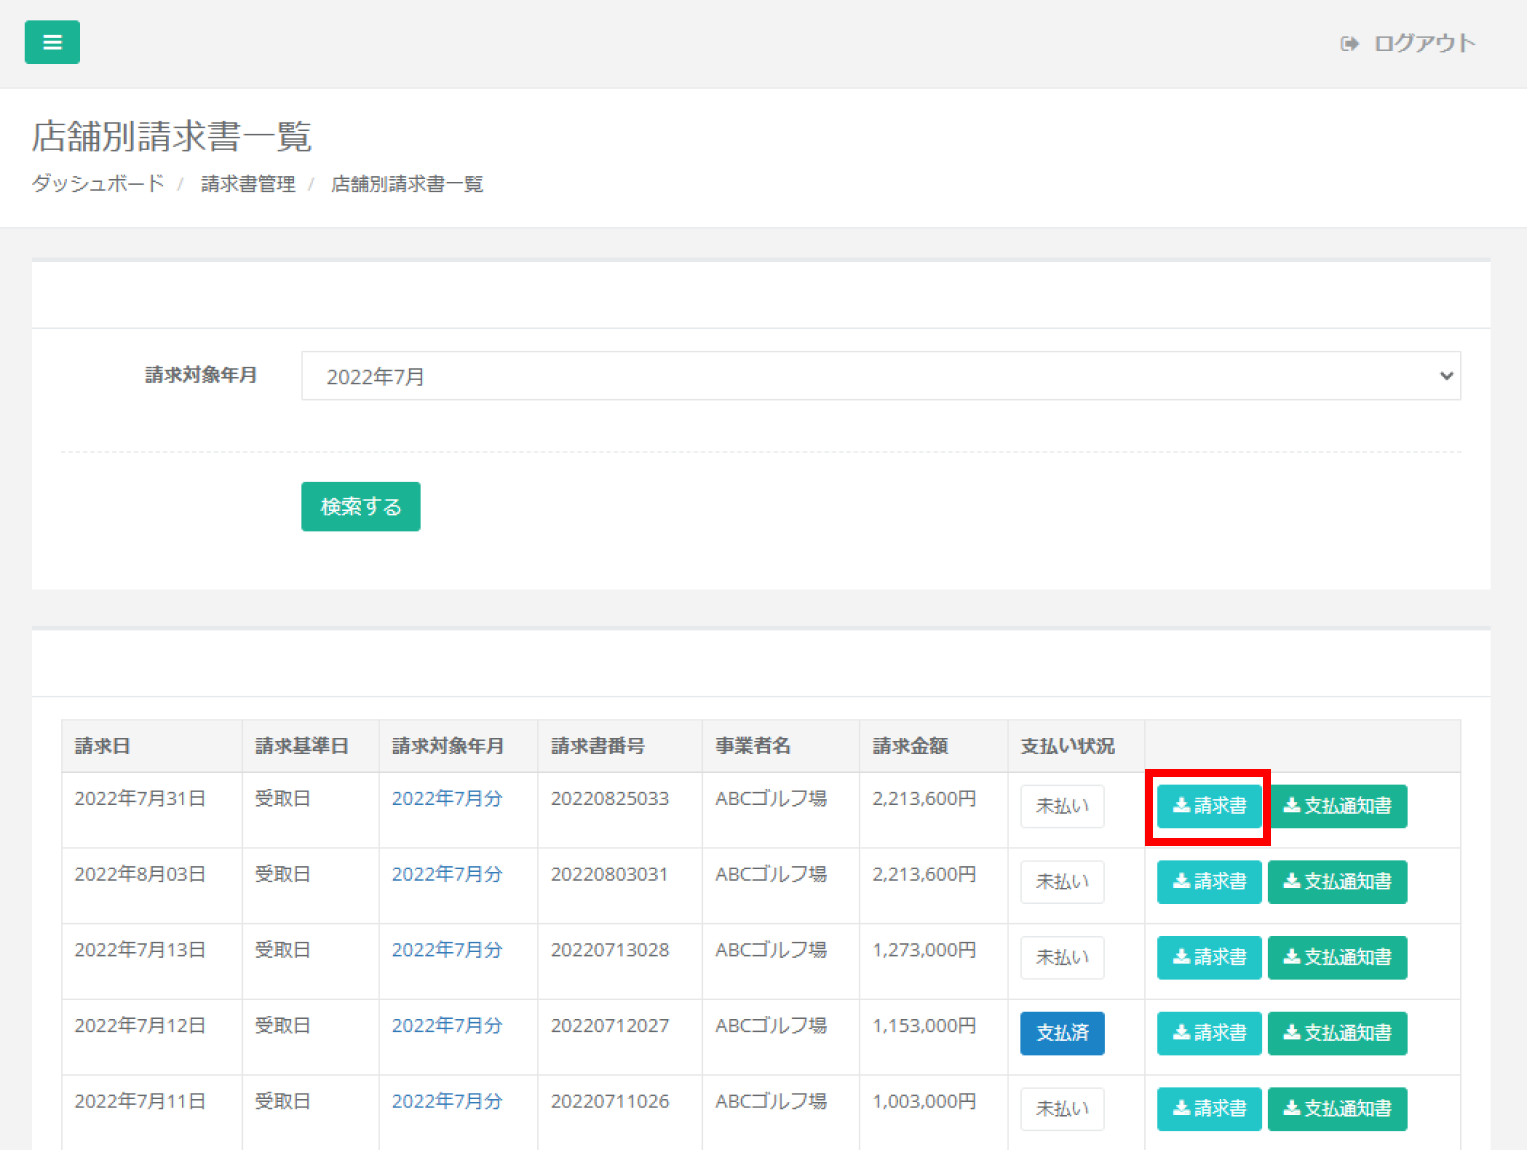 ログアウト
店舗別請求書一覧
ダッシュボード / 請求書管理 / 店舗別請求書一覧
請求対象年月 2022年7月
検索する
請求日 請求基準日 請求対象年月 請求書番号 事業者名 請求金額 支払い状況
2022年7月31日 受取日 2022年7月分 20220825033 ABCゴルフ場 2,213,600円 未払い 請求書 支払通知書
2022年8月03日 受取日 2022年7月分 20220803031 ABCゴルフ場 2,213,600円 未払い 請求書 支払通知書
2022年7月13日 受取日 2022年7月分 20220713028 ABCゴルフ場 1,273,000円 未払い 請求書 支払通知書
2022年7月12日 受取日 2022年7月分 20220712027 ABCゴルフ場 1,153,000円 支払済 請求書 支払通知書
2022年7月11日 受取日 2022年7月分 20220711026 ABCゴルフ場 1,003,000円 未払い 請求書 支払通知書